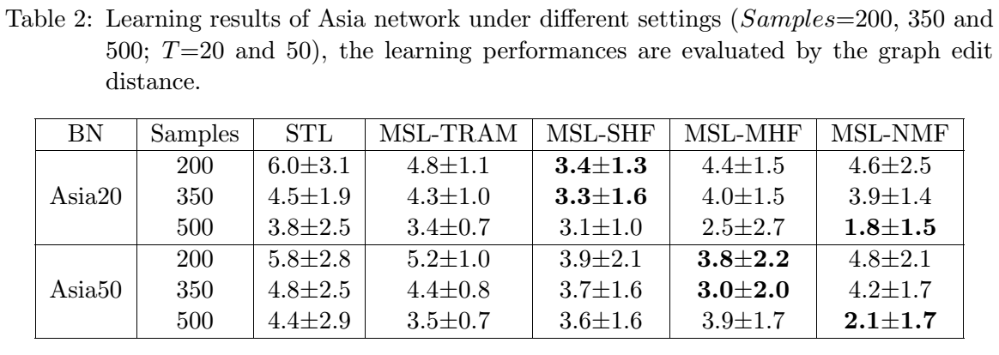 Table 2: Learning results of Asia network under different settings (Samples=200, 350 and
500; T=20 and 50), the learning performances are evaluated by the graph edit
distance.
BN Samples STL MSL-TRAM MSL-SHF MSL-MHF MSL-NMF
200 6.0±3.1 4.8±1.1 3.4±1.3 4.4±1.5 4.6±2.5
Asia20 350 4.5±1.9 4.3±1.0 3.3±1.6 4.0±1.5 3.9±1.4
500 3.8±2.5 3.4±0.7 3.1±1.0 2.5±2.7 1.8±1.5
200 5.8±2.8 5.2±1.0 3.9±2.1 3.8±2.2 4.8±2.1
Asia50 350 4.8±2.5 4.4±0.8 3.7±1.6 3.0±2.0 4.2±1.7
500 4.4±2.9 3.5±0.7 3.6±1.6 3.9±1.7 2.1±1.7